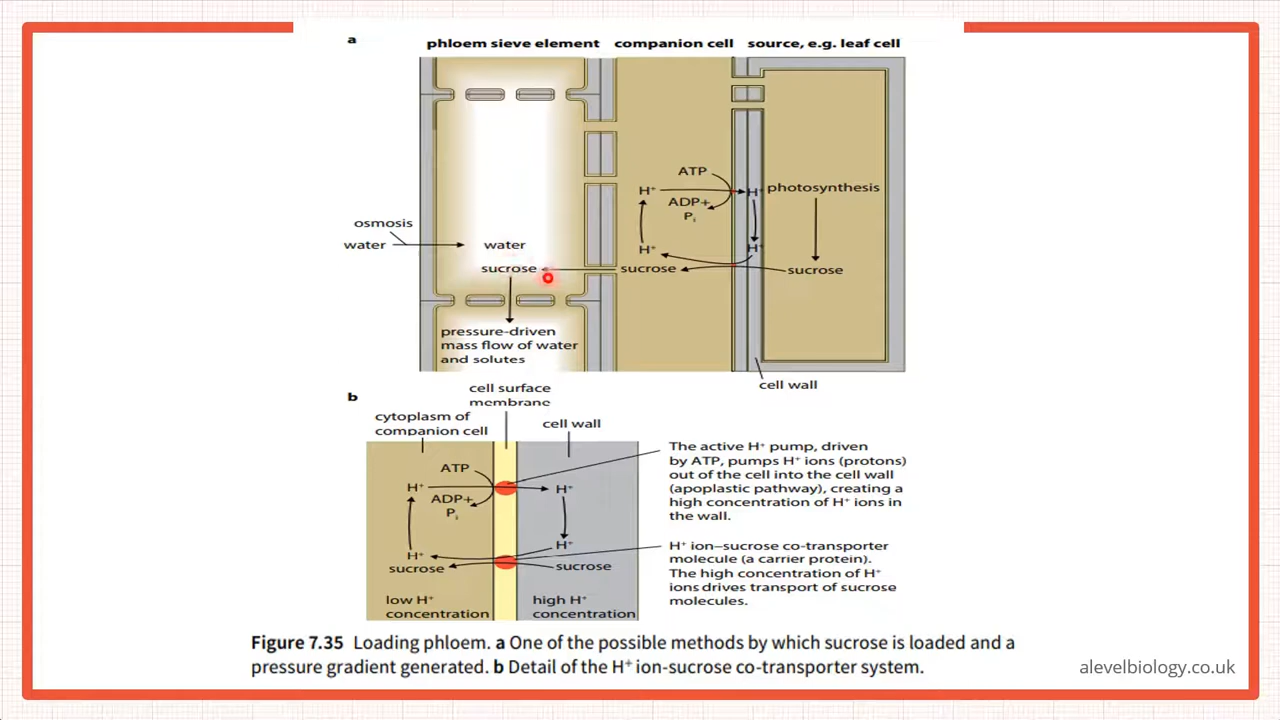 a
phloem sieve element companion cell source, e.g. leaf cell
ATP
H⁺ H⁺ photosynthesis
ADP+
Pᵢ
osmosis
water water H⁺ H⁺
sucrose sucrose sucrose
pressure-driven
mass flow of water
and solutes
cell wall
b
cell surface
membrane
cytoplasm of
companion cell
cell wall
ATP
H⁺ H⁺
ADP+
Pᵢ
H⁺ H⁺
sucrose sucrose
low H⁺
concentration
high H⁺
concentration
The active H⁺ pump, driven
by ATP, pumps H⁺ ions (protons)
out of the cell into the cell wall
(apoplastic pathway), creating a
high concentration of H⁺ ions in
the wall.
H⁺ ion–sucrose co-transporter
molecule (a carrier protein).
The high concentration of H⁺
ions drives transport of sucrose
molecules.
Figure 7.35 Loading phloem. a One of the possible methods by which sucrose is loaded and a
pressure gradient generated. b Detail of the H⁺ ion-sucrose co-transporter system.
alevelbiology.co.uk